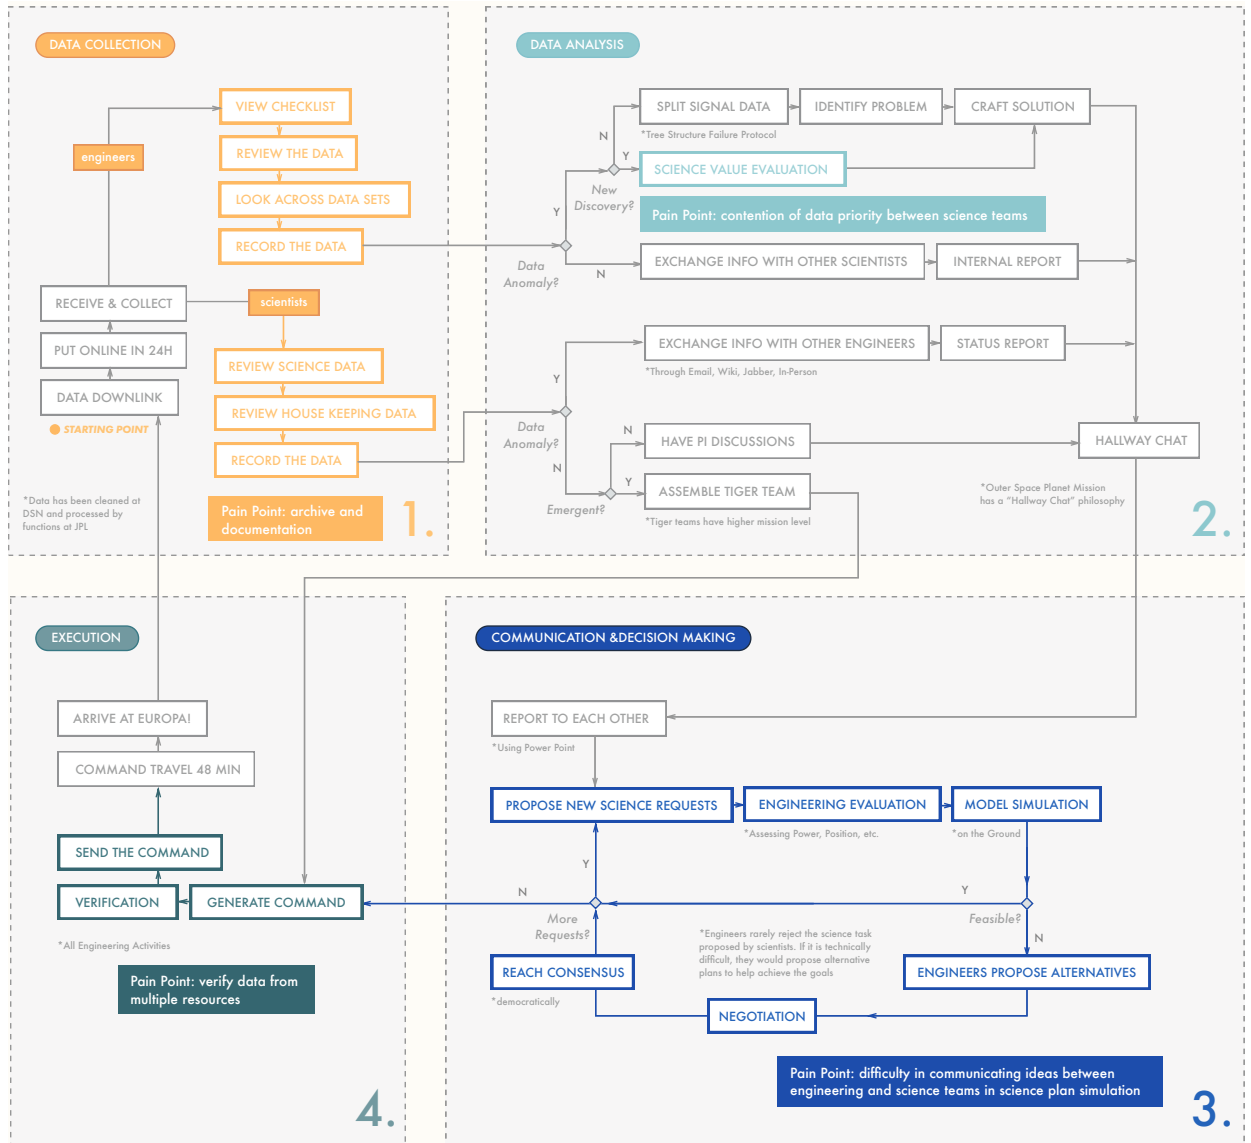 DATA COLLECTION
VIEW CHECKLIST
engineers
REVIEW THE DATA
LOOK ACROSS DATA SETS
RECORD THE DATA
RECEIVE & COLLECT
scientists
PUT ONLINE IN 24H
REVIEW SCIENCE DATA
DATA DOWNLINK
REVIEW HOUSE KEEPING DATA
STARTING POINT
RECORD THE DATA
*Data has been cleaned at
DSN and processed by
functions at JPL
Pain Point: archive and
documentation
1.
DATA ANALYSIS
SPLIT SIGNAL DATA
IDENTIFY PROBLEM
CRAFT SOLUTION
N
*Tree Structure Failure Protocol
Y
SCIENCE VALUE EVALUATION
New
Discovery?
Y
Pain Point: contention of data priority between science teams
Data
Anomaly?
N
EXCHANGE INFO WITH OTHER SCIENTISTS
INTERNAL REPORT
EXCHANGE INFO WITH OTHER ENGINEERS
STATUS REPORT
*Through Email, Wiki, Jabber, In-Person
Y
Data
Anomaly?
N
HAVE PI DISCUSSIONS
HALLWAY CHAT
N
Y
ASSEMBLE TIGER TEAM
Emergent?
*Tiger teams have higher mission level
*Outer Space Planet Mission
has a "Hallway Chat" philosophy
2.
EXECUTION
ARRIVE AT EUROPA!
COMMAND TRAVEL 48 MIN
SEND THE COMMAND
VERIFICATION
GENERATE COMMAND
*All Engineering Activities
Pain Point: verify data from
multiple resources
4.
COMMUNICATION &DECISION MAKING
REPORT TO EACH OTHER
*Using Power Point
PROPOSE NEW SCIENCE REQUESTS
ENGINEERING EVALUATION
MODEL SIMULATION
*Assessing Power, Position, etc.
*on the Ground
Y
N
Y
More
Requests?
Feasible?
N
*Engineers rarely reject the science task
proposed by scientists. If it is technically
difficult, they would propose alternative
plans to help achieve the goals
REACH CONSENSUS
ENGINEERS PROPOSE ALTERNATIVES
*democratically
NEGOTIATION
Pain Point: difficulty in communicating ideas between
engineering and science teams in science plan simulation
3.